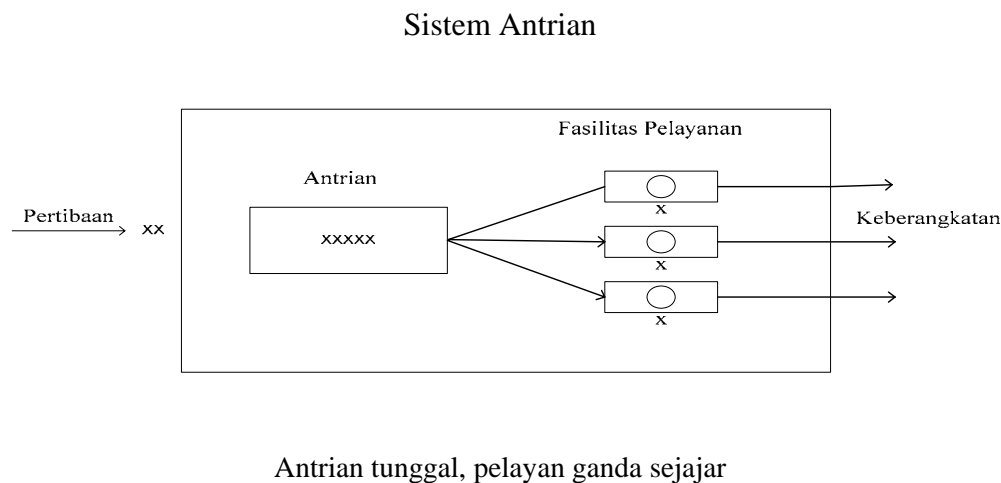 Sistem Antrian
Fasilitas Pelayanan
Antrian
x
Pertibaan
xx
xxxxx
Keberangkatan
x
x
Antrian tunggal, pelayan ganda sejajar